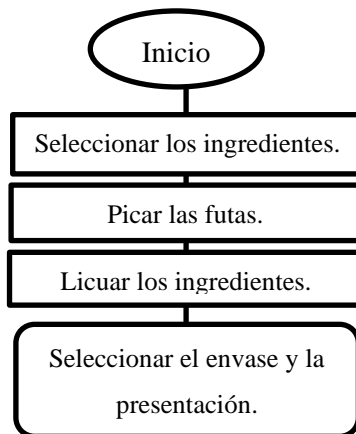 Inicio
Seleccionar los ingredientes.
Picar las futas.
Licuar los ingredientes.
Seleccionar el envase y la
presentación.